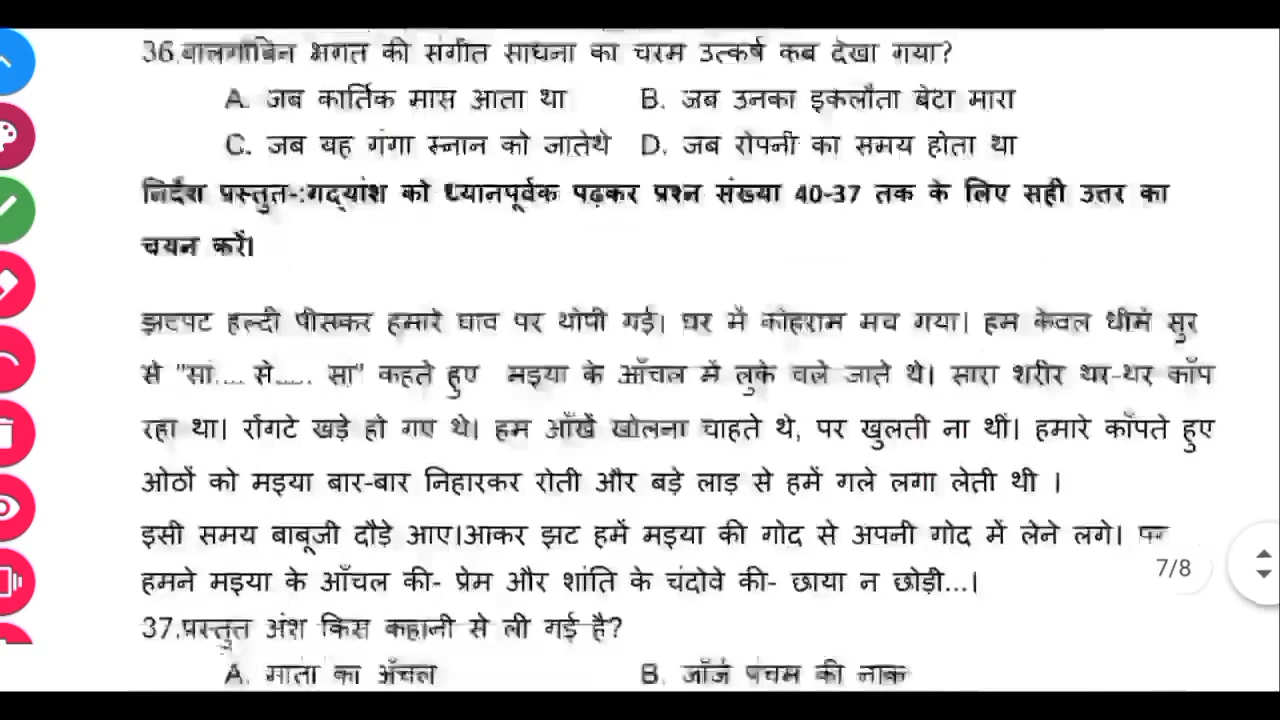 36.बालगोबिन भगत की संगीत साधना का चरम उत्कर्ष कब देखा गया?
A. जब कार्तिक मास आता था B. जब उनका इकलौता बेटा मारा
C. जब बह गंगा स्नान को जातेथे D. जब रोपनी का समय होता था
निर्देश प्रस्तुत-:गद्यांश को ध्यानपूर्वक पढ़कर प्रश्न संख्या 40-37 तक के लिए सही उत्तर का
चयन करें।
झटपट हल्दी पीसकर हमारे घाव पर थोपी गई। घर में कोहराम मच गया। हम केवल धीमे सुर
से "सां.... से..... सा" कहते हुए मइया के आँचल में लुके चले जाते थे। सारा शरीर थर-थर काँप
रहा था। रोंगटे खड़े हो गए थे। हम आँखें खोलना चाहते थे, पर खुलती ना थीं। हमारे काँपते हुए
ओठों को मइया बार-बार निहारकर रोती और बड़े लाड़ से हमें गले लगा लेती थी ।
इसी समय बाबूजी दौड़े आए।आकर झट हमें मइया की गोद से अपनी गोद में लेने लगे। पर
हमने मइया के आँचल की- प्रेम और शांति के चंदोवे की- छाया न छोड़ी...।
7/8
37.प्रस्तुत अंश किस कहानी से ली गई है?
A. माता का अँचल B. जॉर्ज पंचम की नाक